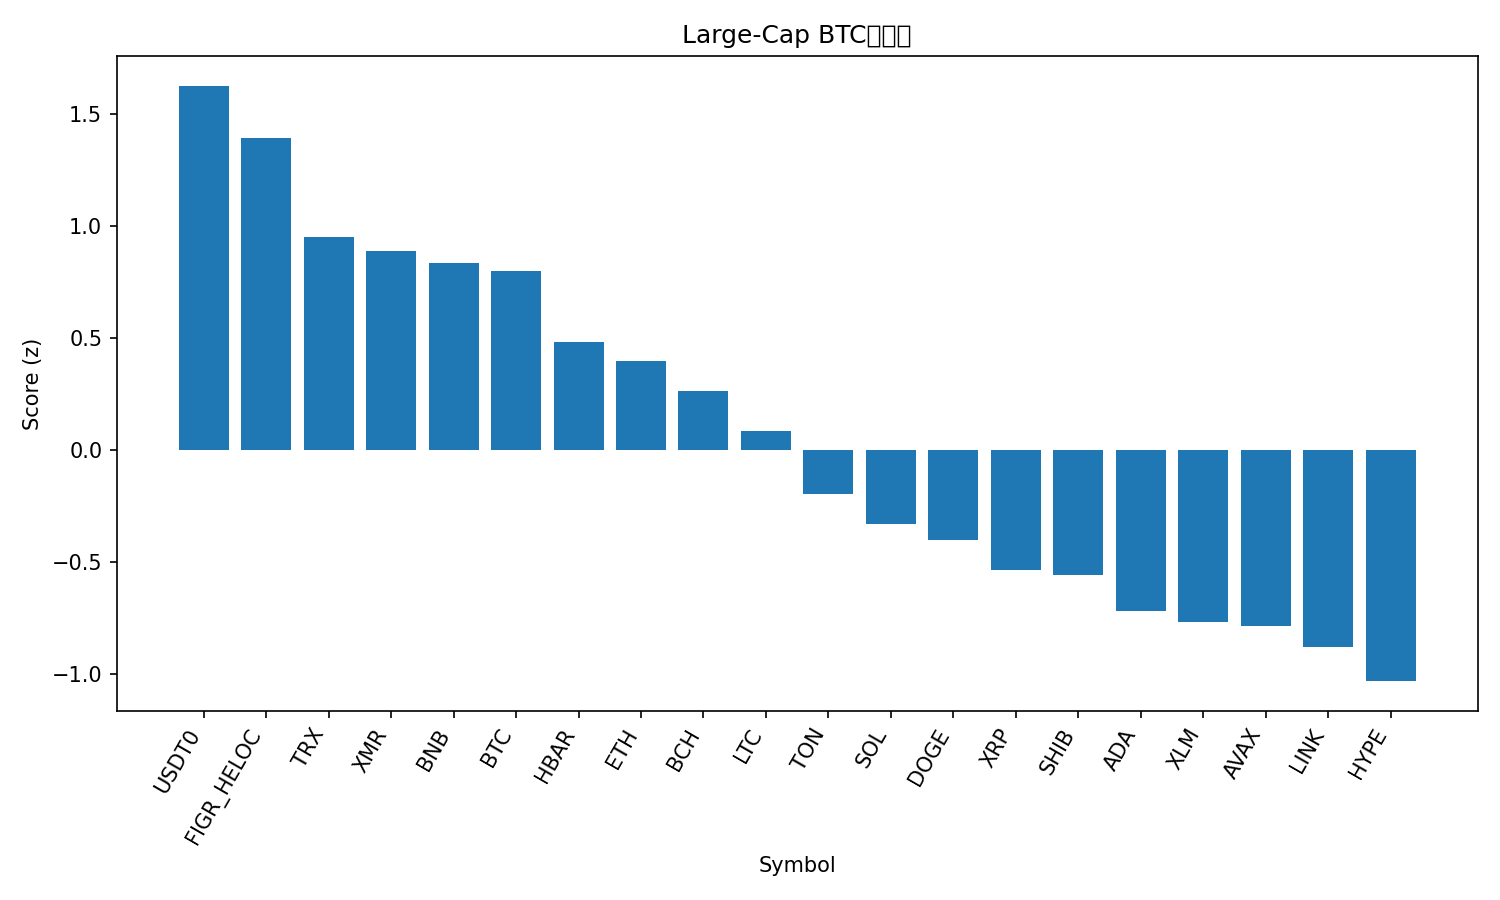 Large-Cap BTC
1.5
1.0
0.5
0.0
−0.5
−1.0
Score (z)
USDT0
FIGR_HELOC
TRX
XMR
BNB
BTC
HBAR
ETH
BCH
LTC
TON
SOL
DOGE
XRP
SHIB
ADA
XLM
AVAX
LINK
HYPE
Symbol